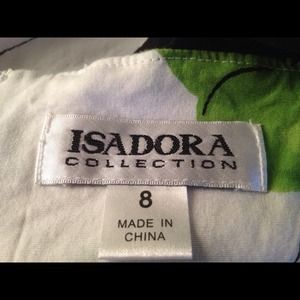 ISADORA
COLLECTION
8
MADE IN
CHINA